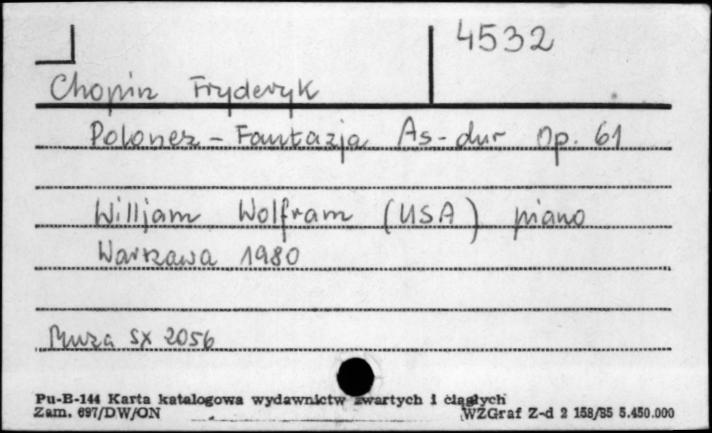 4532
Chopin Fryderyk
Polonez - Fantazja As-dur op. 61
Willijam Wolfram (USA) piano
Warszawa 1980
Muza SX 2056
Pu-B-144 Karta katalogowa wydawnictw zwartych i ciągłych
Zam. 697/DW/ON WZGraf Z-d 2 158/85 5.450.000